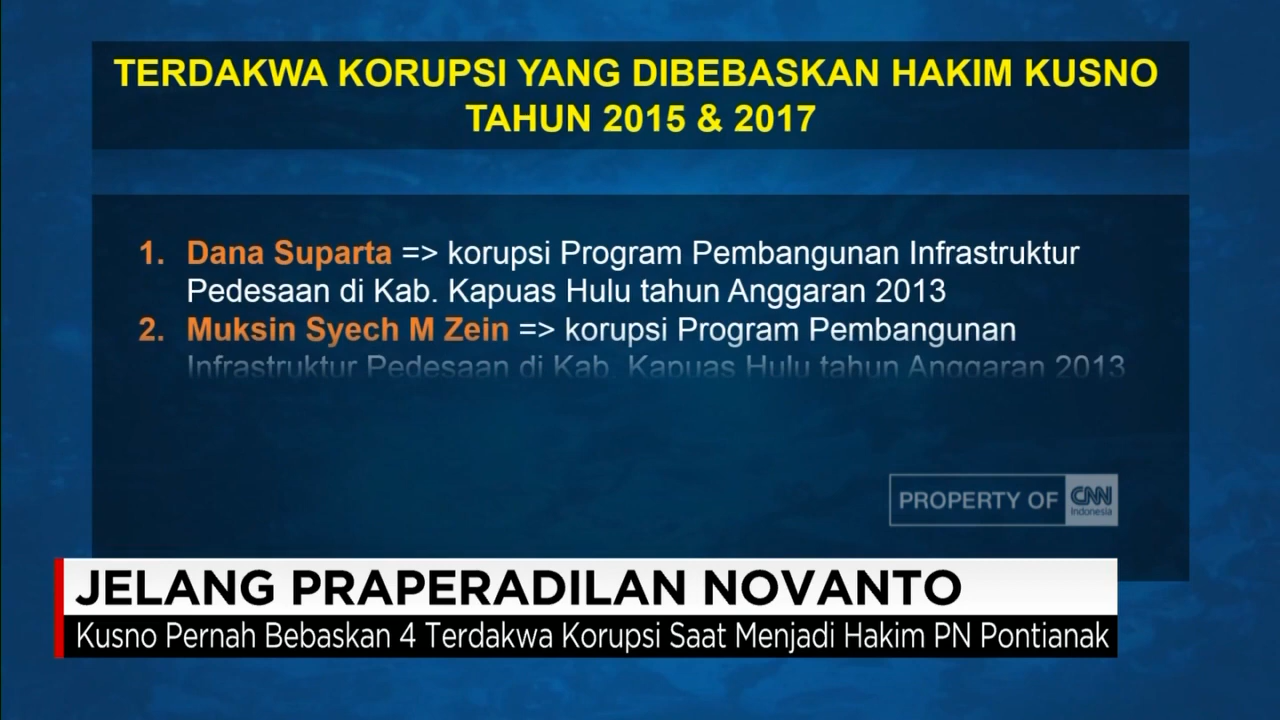 TERDAKWA KORUPSI YANG DIBEBASKAN HAKIM KUSNO
TAHUN 2015 & 2017
1. Dana Suparta => korupsi Program Pembangunan Infrastruktur
Pedesaan di Kab. Kapuas Hulu tahun Anggaran 2013
2. Muksin Syech M Zein => korupsi Program Pembangunan
Infrastruktur Pedesaan di Kab. Kapuas Hulu tahun Anggaran 2013
PROPERTY OF CNN
Indonesia
JELANG PRAPERADILAN NOVANTO
Kusno Pernah Bebaskan 4 Terdakwa Korupsi Saat Menjadi Hakim PN Pontianak